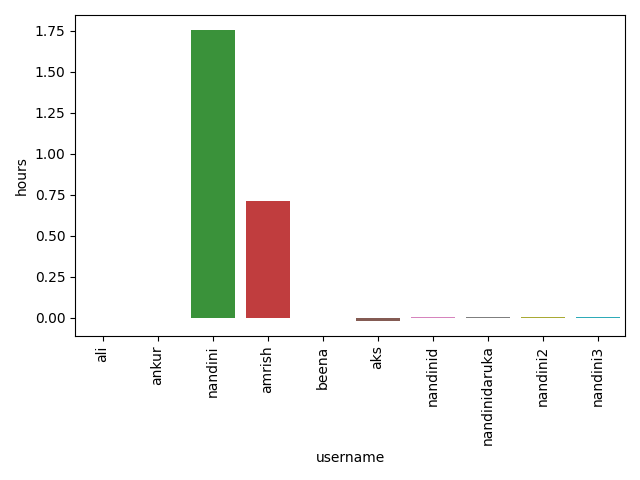 1.75
1.50
1.25
1.00
0.75
0.50
0.25
0.00
hours
ali
ankur
nandini
amrish
beena
aks
nandinid
nandinidaruka
nandini2
nandini3
username